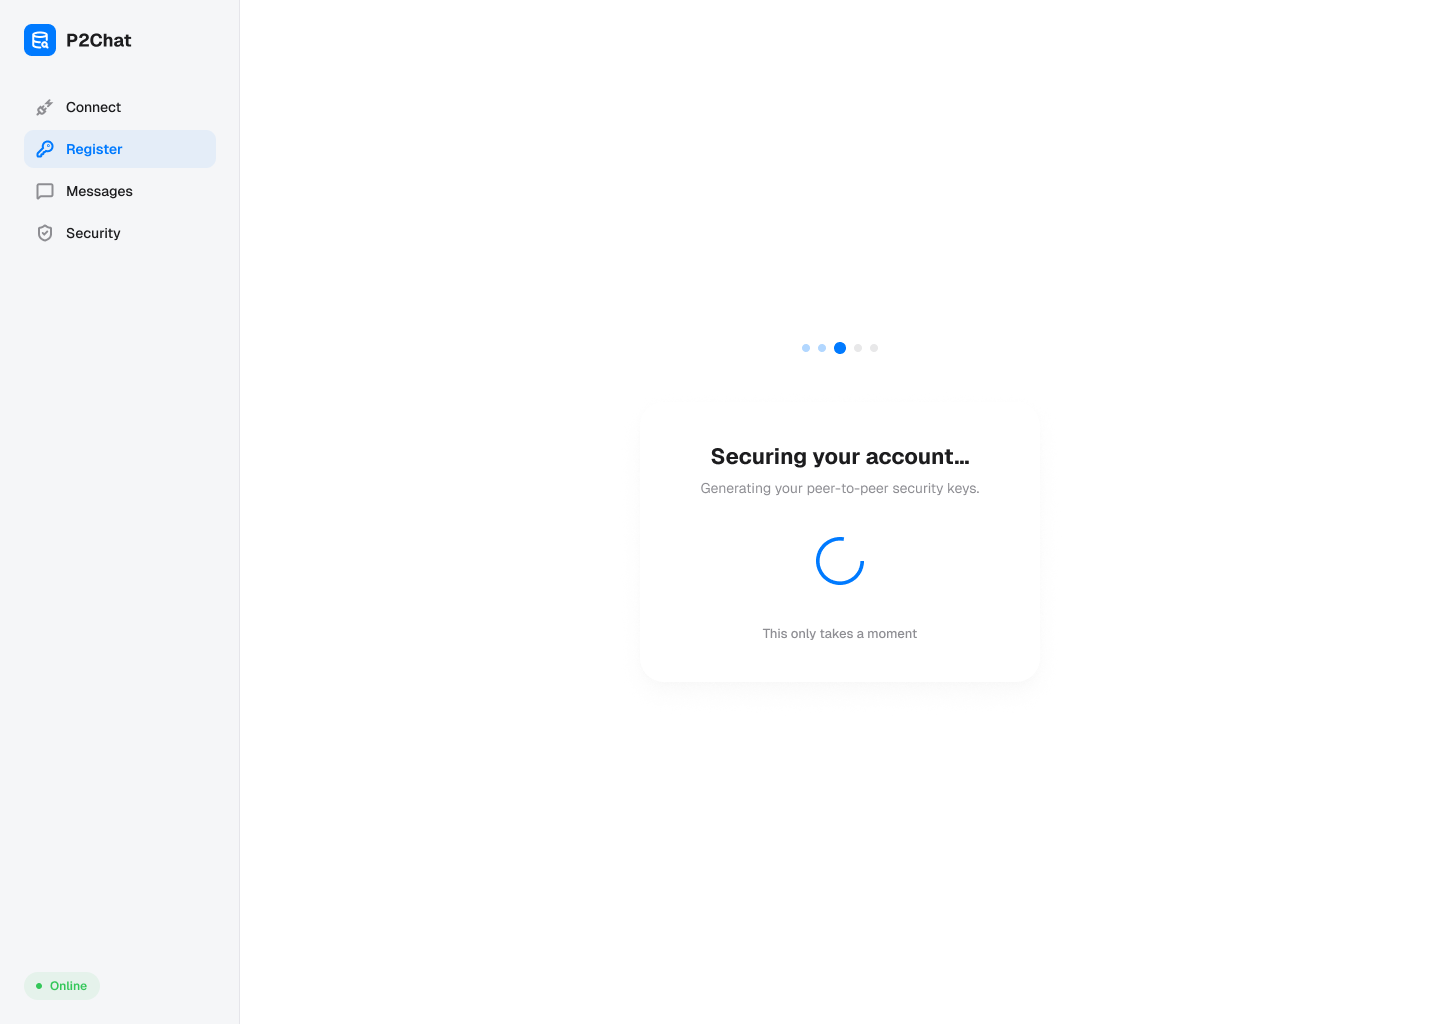 P2Chat
Connect
Register
Messages
Security
Securing your account...
Generating your peer-to-peer security keys.
This only takes a moment
Online